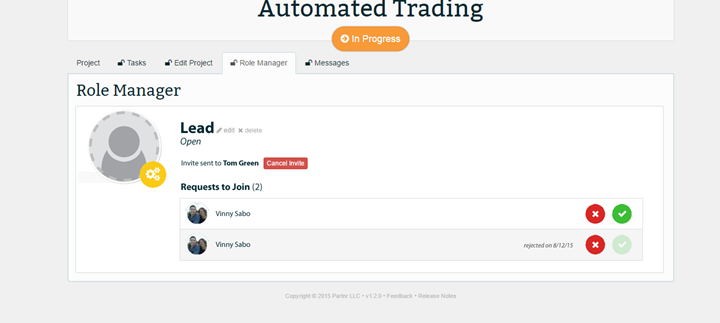 Automated Trading
In Progress
Project Tasks Edit Project Role Manager Messages
Role Manager
Lead edit delete
Open
Invite sent to Tom Green Cancel Invite
Requests to Join (2)
Vinny Sabo
Vinny Sabo rejected on 8/12/15
Copyright © 2015 Partnr LLC • v1.2.9 • Feedback • Release Notes